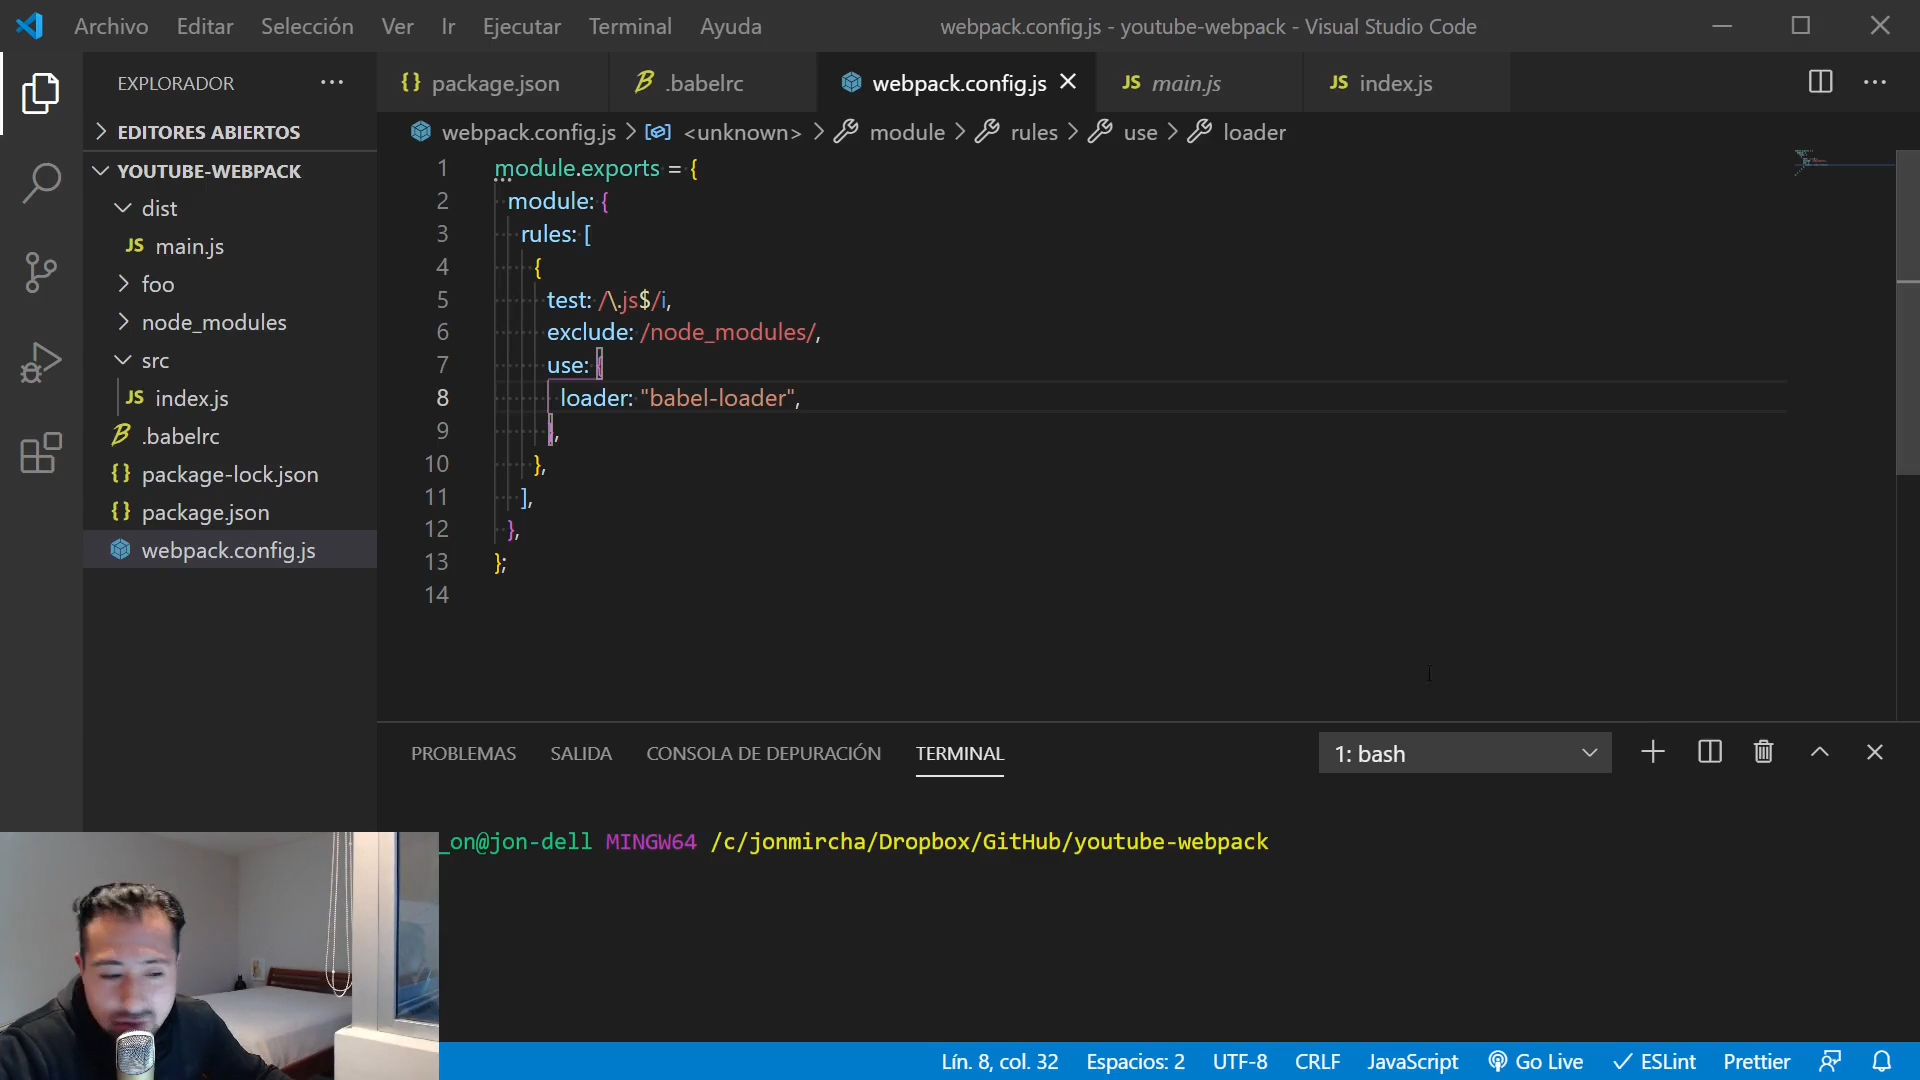 Archivo Editar Selección Ver Ir Ejecutar Terminal Ayuda
webpack.config.js - youtube-webpack - Visual Studio Code
EXPLORADOR
EDITORES ABIERTOS
YOUTUBE-WEBPACK
dist
JS main.js
foo
node_modules
src
JS index.js
.babelrc
{} package-lock.json
{} package.json
webpack.config.js
{} package.json
.babelrc
webpack.config.js
JS main.js
JS index.js
webpack.config.js > <unknown> > module > rules > use > loader
1 module.exports = {
2 module: {
3 rules: [
4 {
5 test: /\.js$/i,
6 exclude: /node_modules/,
7 use: {
8 loader: "babel-loader",
9 },
10 },
11 ],
12 },
13 };
14
PROBLEMAS SALIDA CONSOLA DE DEPURACIÓN TERMINAL
1: bash
_on@jon-dell MINGW64 /c/jonmircha/Dropbox/GitHub/youtube-webpack
Lín. 8, col. 32 Espacios: 2 UTF-8 CRLF JavaScript Go Live ESLint Prettier